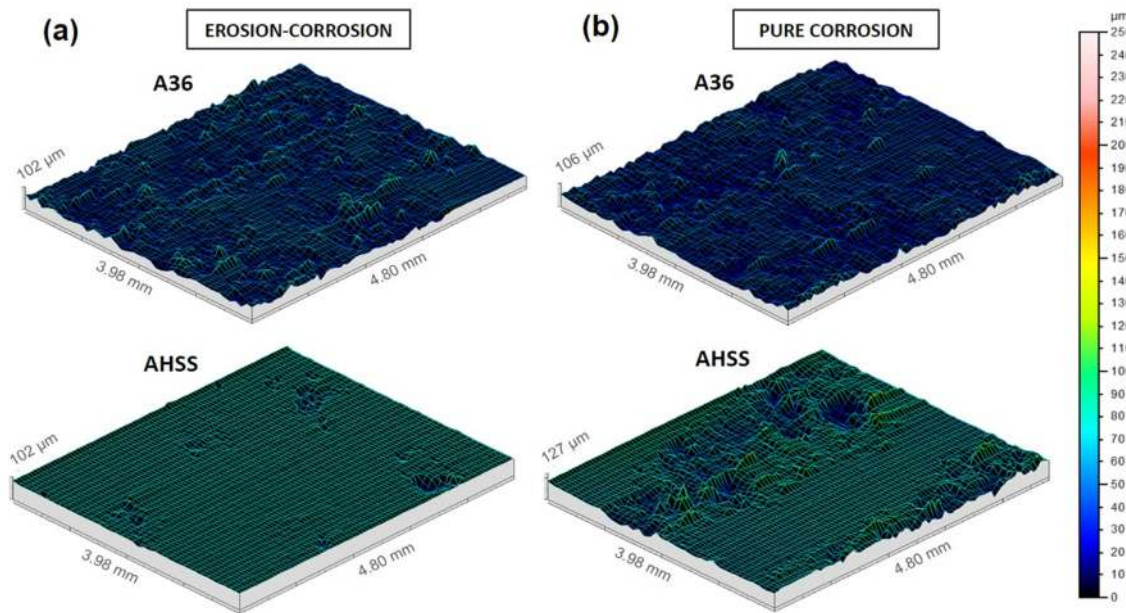 (a)
EROSION-CORROSION
(b)
PURE CORROSION
µm
A36
A36
102 µm
106 µm
3.98 mm
4.80 mm
3.98 mm
4.80 mm
AHSS
AHSS
102 µm
127 µm
3.98 mm
4.80 mm
3.98 mm
4.80 mm
250
240
230
220
210
200
190
180
170
160
150
140
130
120
110
100
90
80
70
60
50
40
30
20
10
0